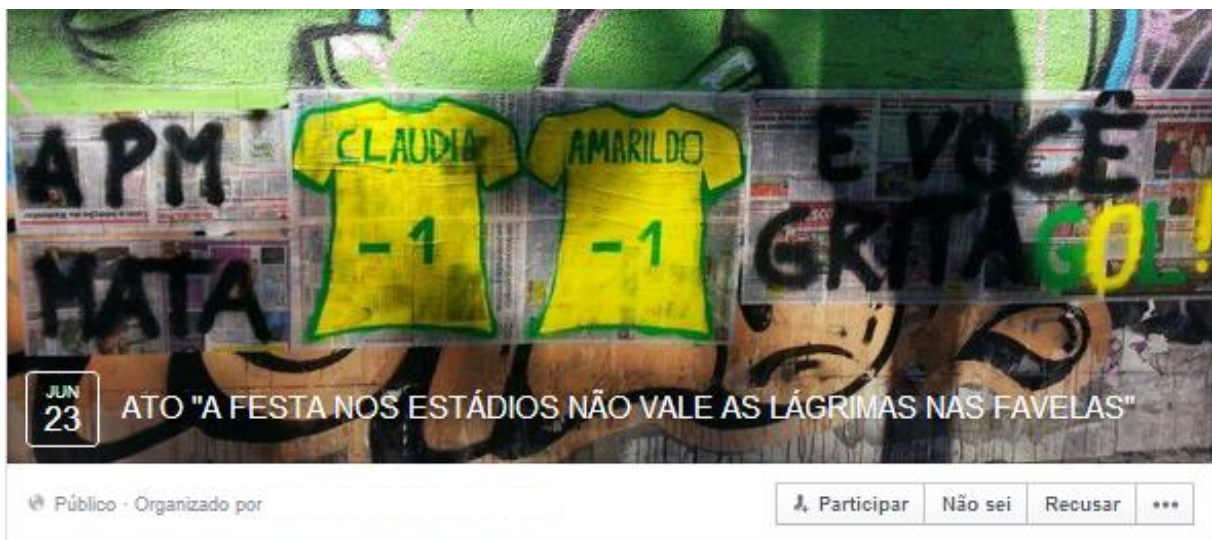 A PM
MATA
CLAUDIA
-1
AMARILDO
-1
E VOCÊ
GRITA GOL!
JUN
23
ATO "A FESTA NOS ESTÁDIOS NÃO VALE AS LÁGRIMAS NAS FAVELAS"
Público · Organizado por
Participar
Não sei
Recusar